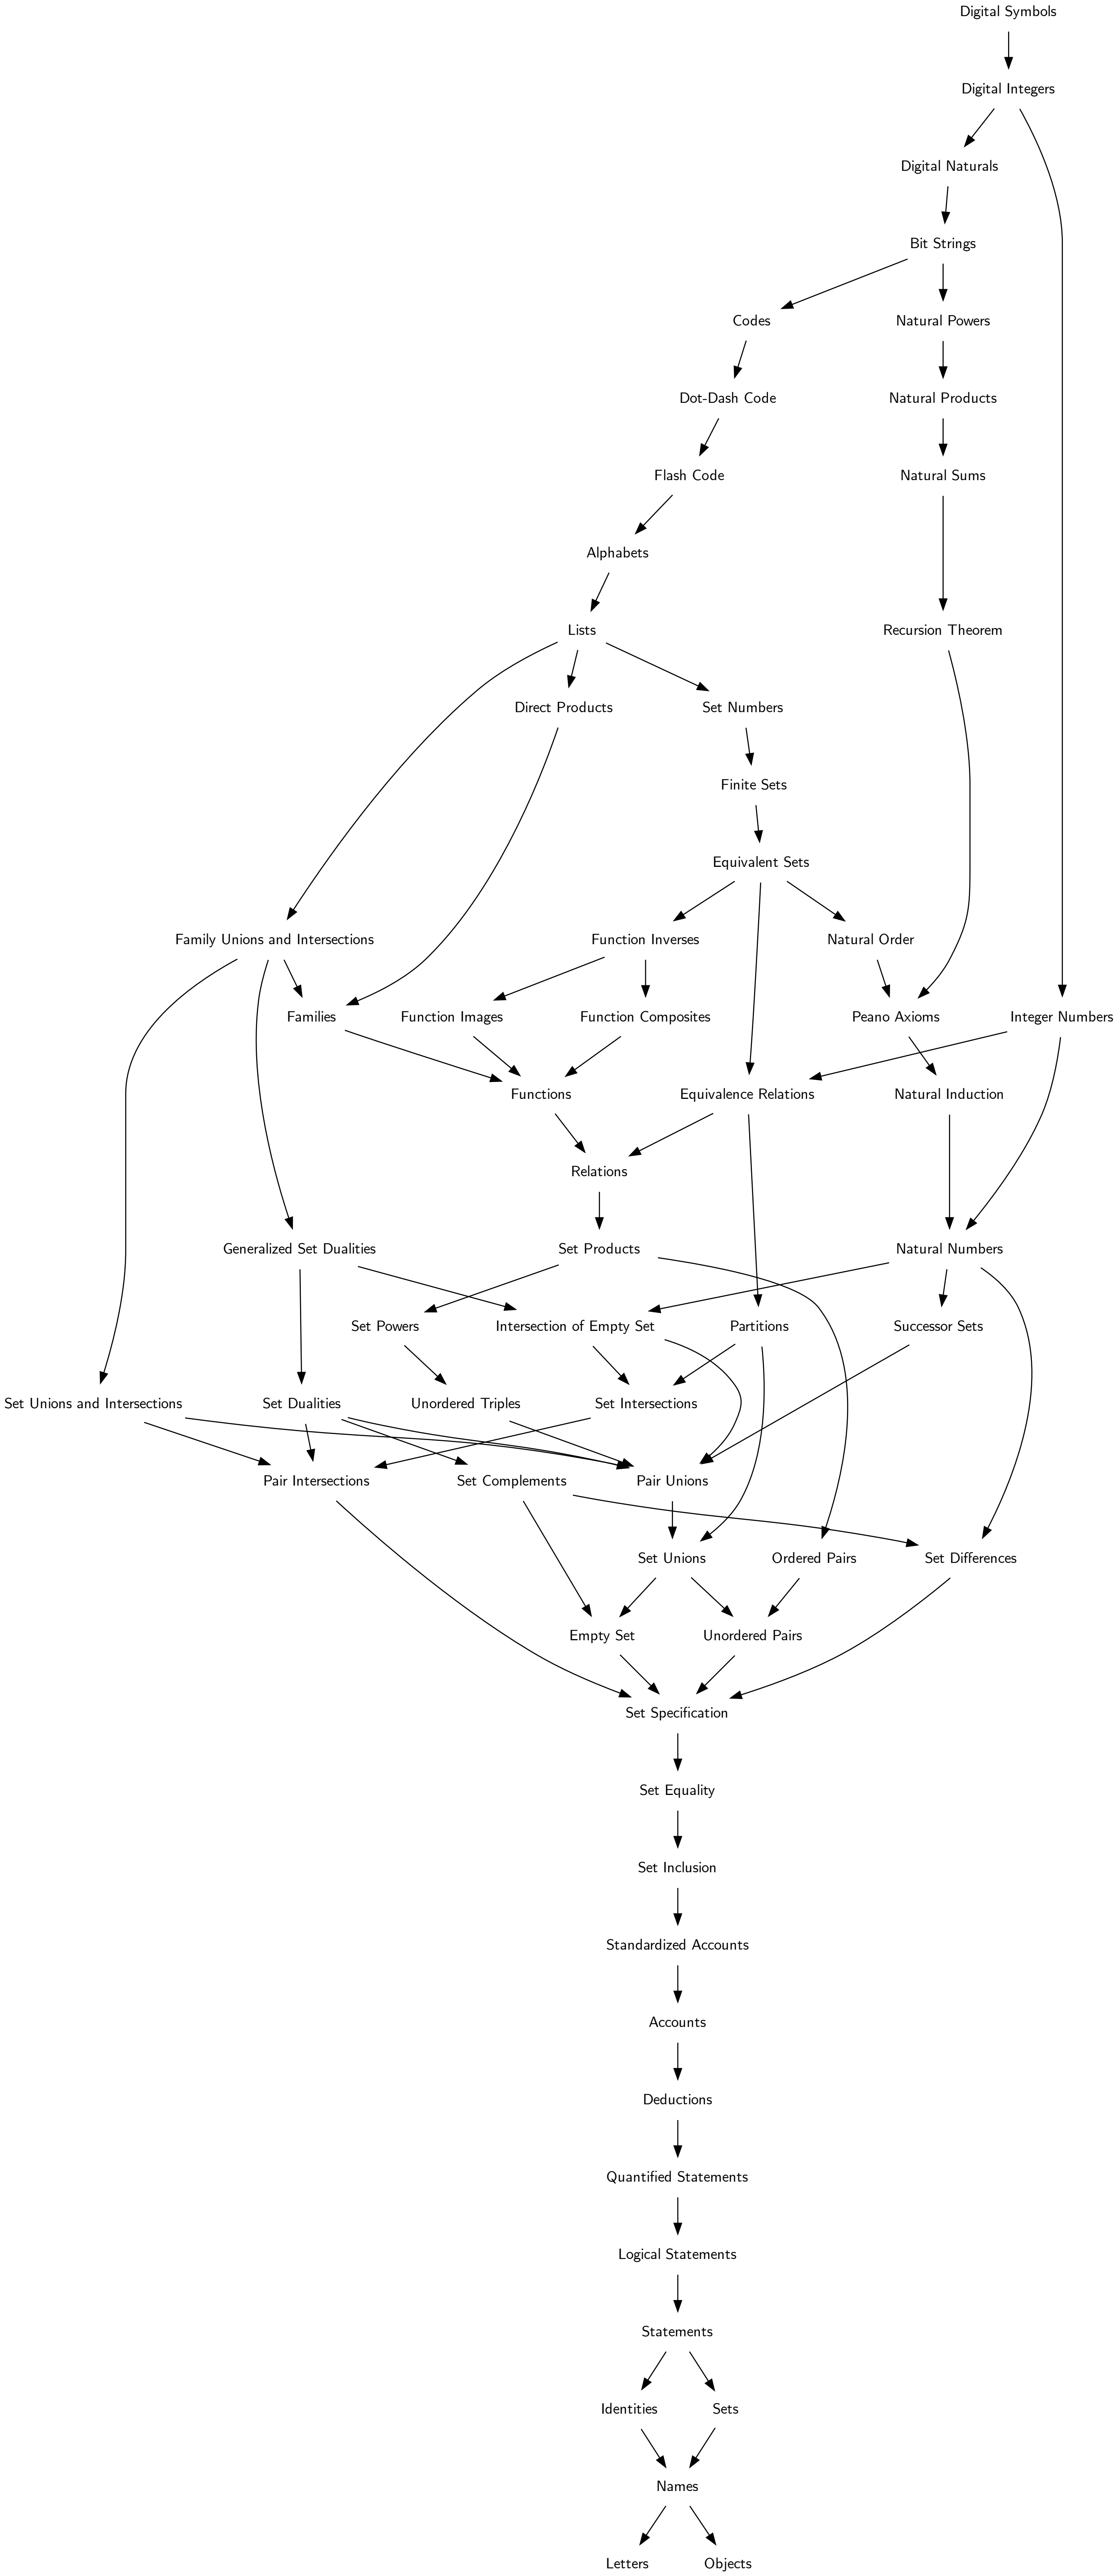 Digital Symbols
Digital Integers
Digital Naturals
Bit Strings
Codes
Natural Powers
Dot-Dash Code
Natural Products
Flash Code
Natural Sums
Alphabets
Lists
Recursion Theorem
Direct Products
Set Numbers
Finite Sets
Equivalent Sets
Family Unions and Intersections
Function Inverses
Natural Order
Families
Function Images
Function Composites
Peano Axioms
Integer Numbers
Functions
Equivalence Relations
Natural Induction
Relations
Generalized Set Dualities
Set Products
Natural Numbers
Set Powers
Intersection of Empty Set
Partitions
Successor Sets
Set Unions and Intersections
Set Dualities
Unordered Triples
Set Intersections
Pair Intersections
Set Complements
Pair Unions
Set Unions
Ordered Pairs
Set Differences
Empty Set
Unordered Pairs
Set Specification
Set Equality
Set Inclusion
Standardized Accounts
Accounts
Deductions
Quantified Statements
Logical Statements
Statements
Identities
Sets
Names
Letters
Objects